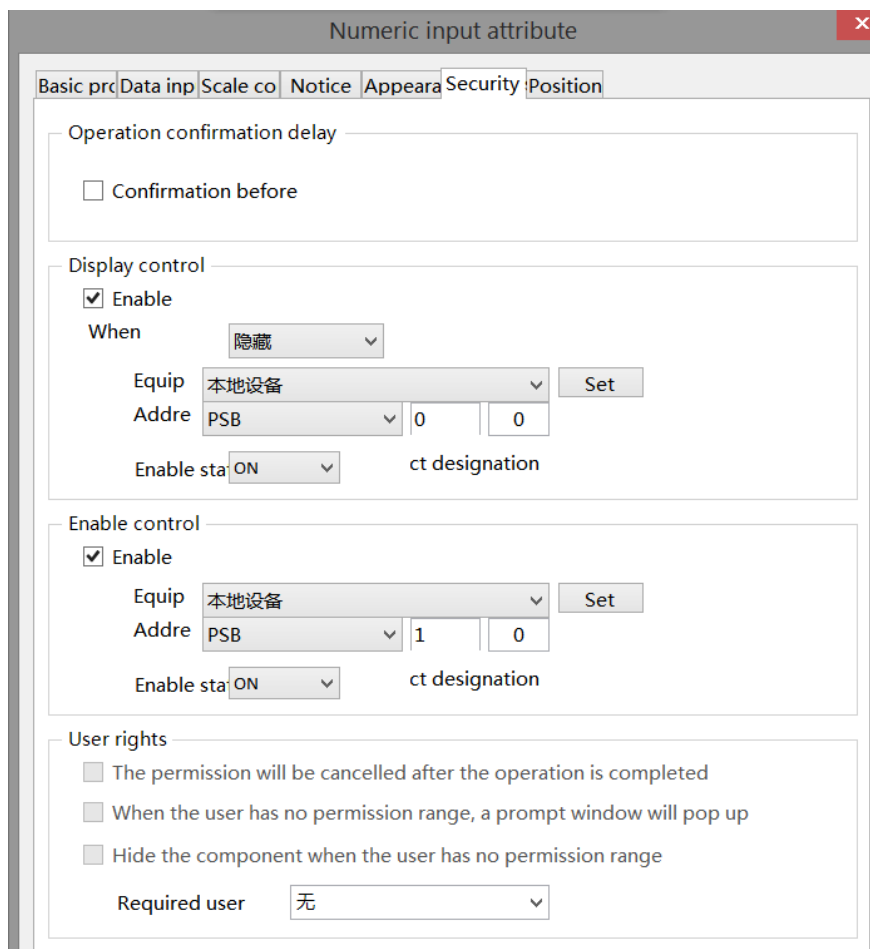 Numeric input attribute
Basic pro Data inp Scale co Notice Appeara Security Position
Operation confirmation delay
Confirmation before
Display control
Enable
When 隐藏
Equip 本地设备 Set
Addre PSB 0 0
Enable stat ON ct designation
Enable control
Enable
Equip 本地设备 Set
Addre PSB 1 0
Enable stat ON ct designation
User rights
The permission will be cancelled after the operation is completed
When the user has no permission range, a prompt window will pop up
Hide the component when the user has no permission range
Required user 无